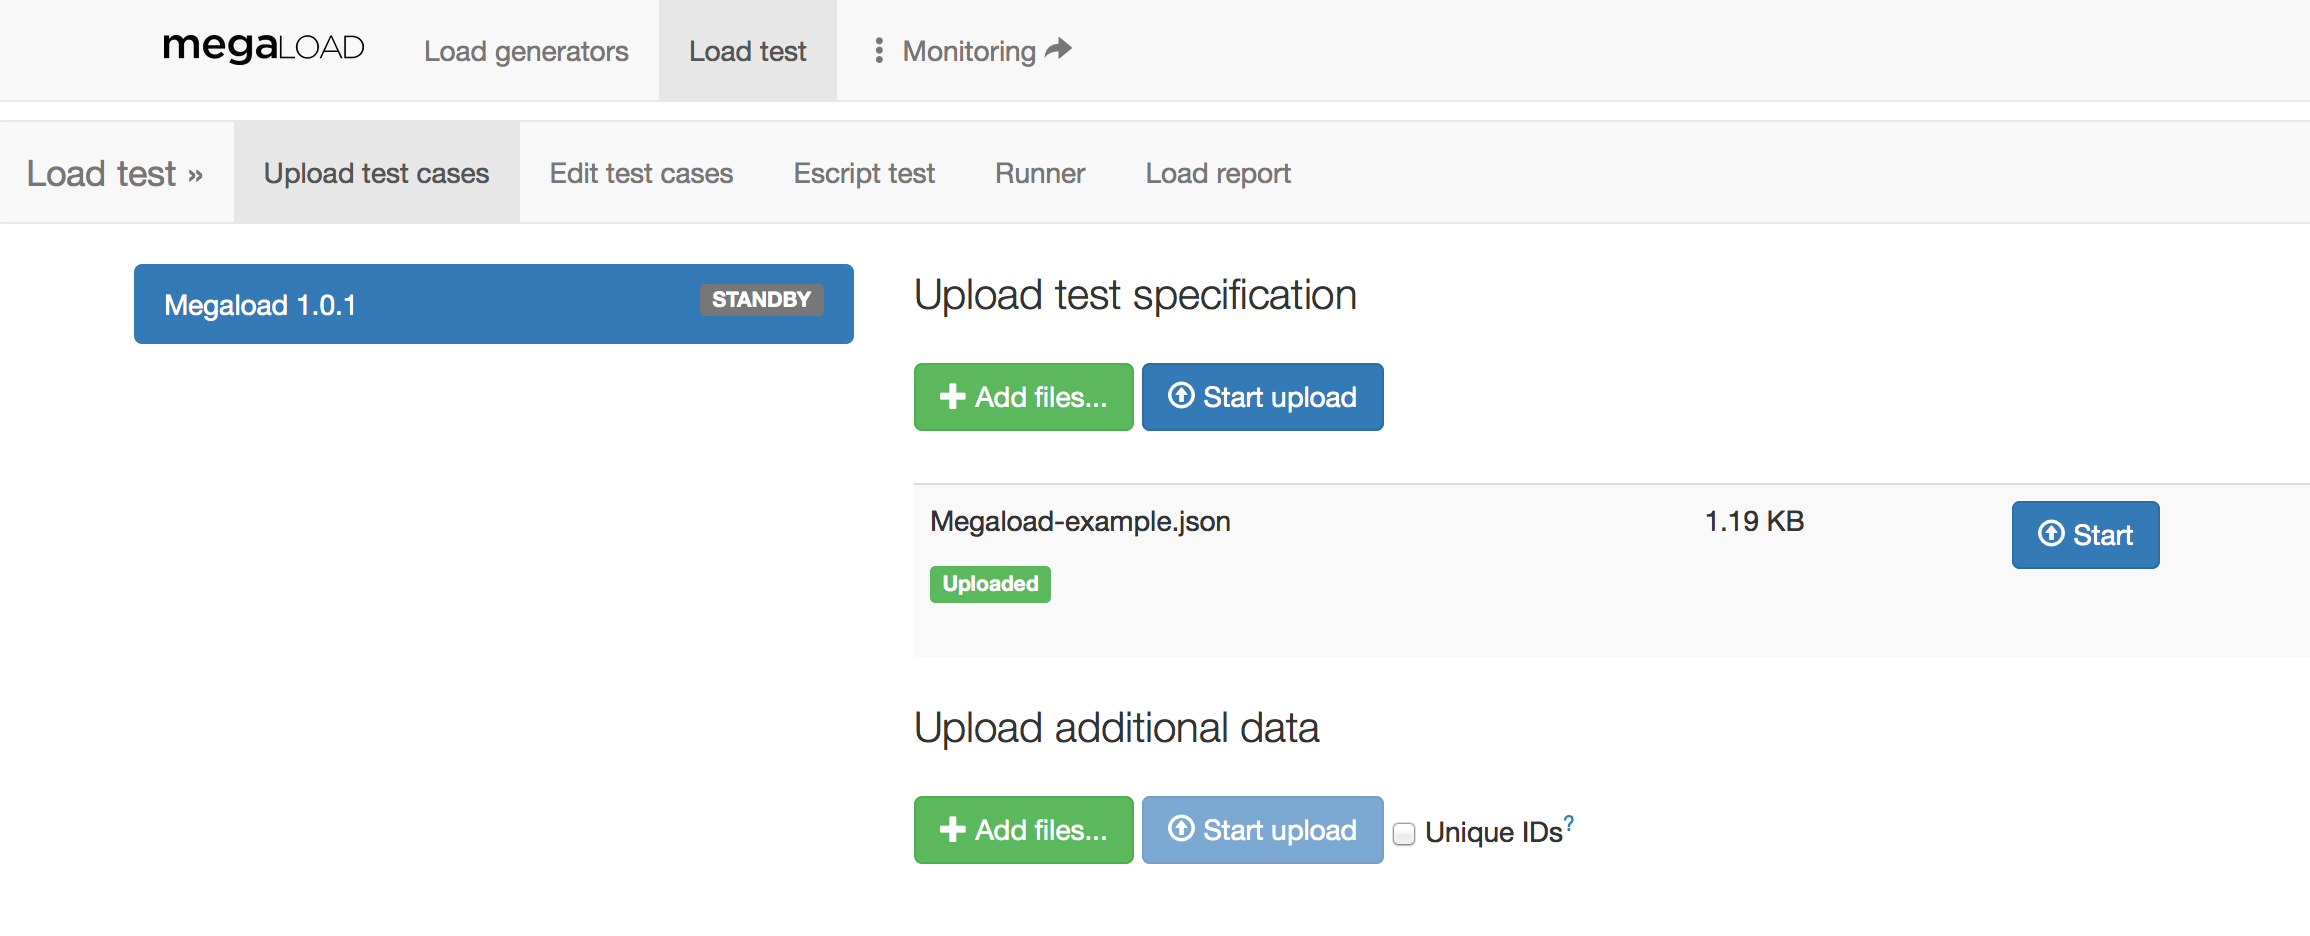 megaLOAD Load generators Load test Monitoring
Load test » Upload test cases Edit test cases Escript test Runner Load report
Megaload 1.0.1 STANDBY
Upload test specification
Add files... Start upload
Megaload-example.json 1.19 KB Start
Uploaded
Upload additional data
Add files... Start upload Unique IDs?